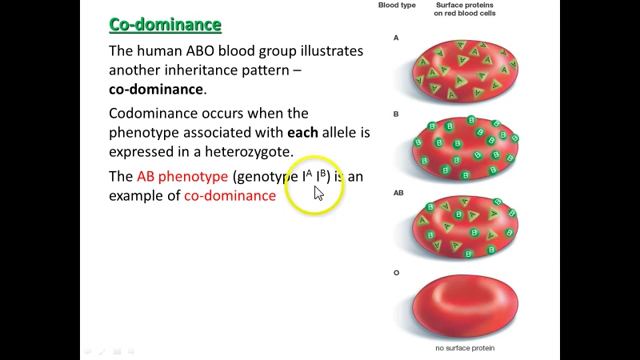 Co-dominance
The human ABO blood group illustrates
another inheritance pattern –
co-dominance.
Codominance occurs when the
phenotype associated with each allele is
expressed in a heterozygote.
The AB phenotype (genotype Iᴬ Iᴮ) is an
example of co-dominance
Blood type
Surface proteins
on red blood cells
A
B
AB
O
no surface protein